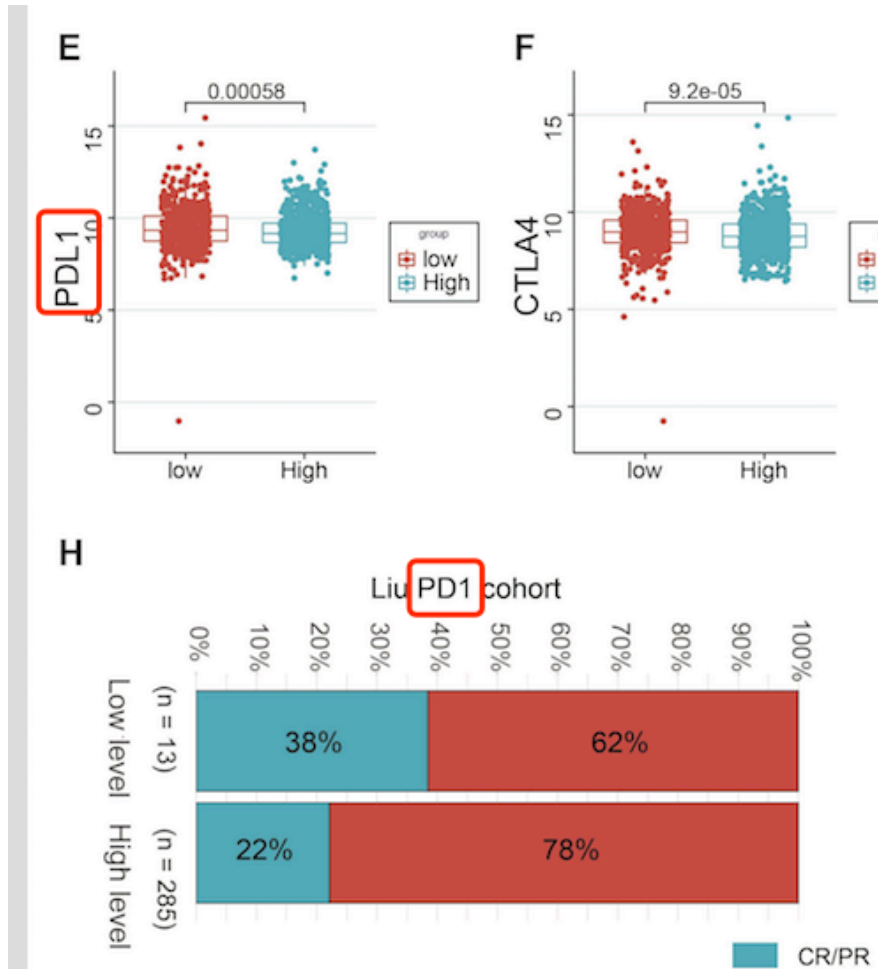 E
0.00058
15
10
5
0
PDL1
low
High
group
low
High
F
9.2e-05
15
10
5
0
CTLA4
low
High
H
Liu PD1 cohort
0% 10% 20% 30% 40% 50% 60% 70% 80% 90% 100%
Low level
(n = 13)
38% 62%
High level
(n = 285)
22% 78%
CR/PR